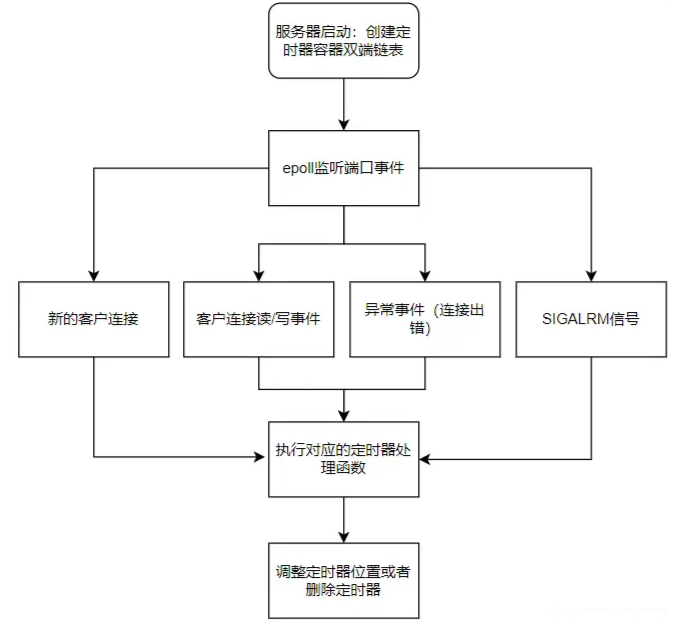 服务器启动：创建定
时器容器双端链表
epoll监听端口事件
新的客户连接
客户连接读/写事件
异常事件（连接出
错）
SIGALRM信号
执行对应的定时器处
理函数
调整定时器位置或者
删除定时器